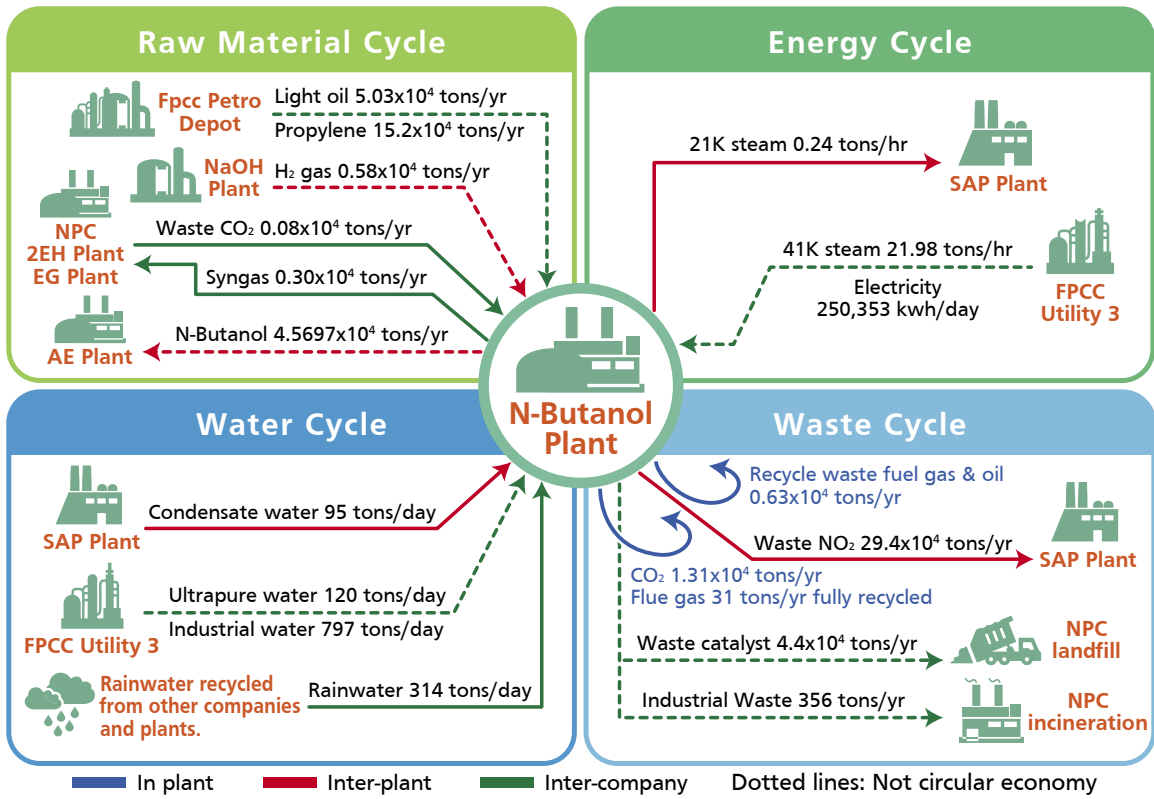 Raw Material Cycle
Fpcc Petro
Depot
Light oil 5.03x10⁴ tons/yr
Propylene 15.2x10⁴ tons/yr
NaOH
Plant
H₂ gas 0.58x10⁴ tons/yr
NPC
2EH Plant
EG Plant
Waste CO₂ 0.08x10⁴ tons/yr
Syngas 0.30x10⁴ tons/yr
AE Plant
N-Butanol 4.5697x10⁴ tons/yr
Energy Cycle
21K steam 0.24 tons/hr
SAP Plant
41K steam 21.98 tons/hr
Electricity
250,353 kwh/day
FPCC
Utility 3
N-Butanol
Plant
Water Cycle
SAP Plant
Condensate water 95 tons/day
FPCC Utility 3
Ultrapure water 120 tons/day
Industrial water 797 tons/day
Rainwater recycled
from other companies
and plants.
Rainwater 314 tons/day
Waste Cycle
Recycle waste fuel gas & oil
0.63x10⁴ tons/yr
Waste NO₂ 29.4x10⁴ tons/yr
SAP Plant
CO₂ 1.31x10⁴ tons/yr
Flue gas 31 tons/yr fully recycled
Waste catalyst 4.4x10⁴ tons/yr
NPC
landfill
Industrial Waste 356 tons/yr
NPC
incineration
In plant
Inter-plant
Inter-company
Dotted lines: Not circular economy